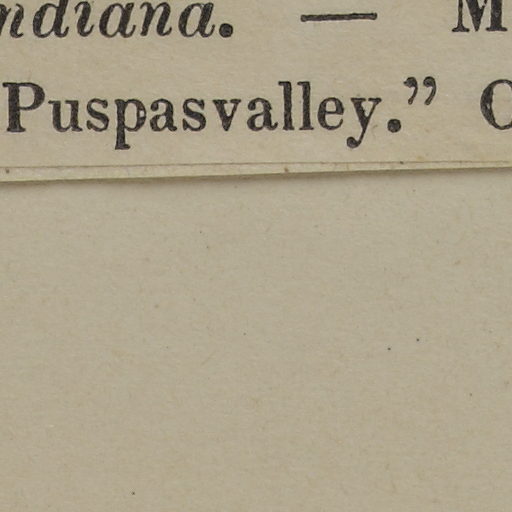 ndiana. — M
Puspasvalley.” C